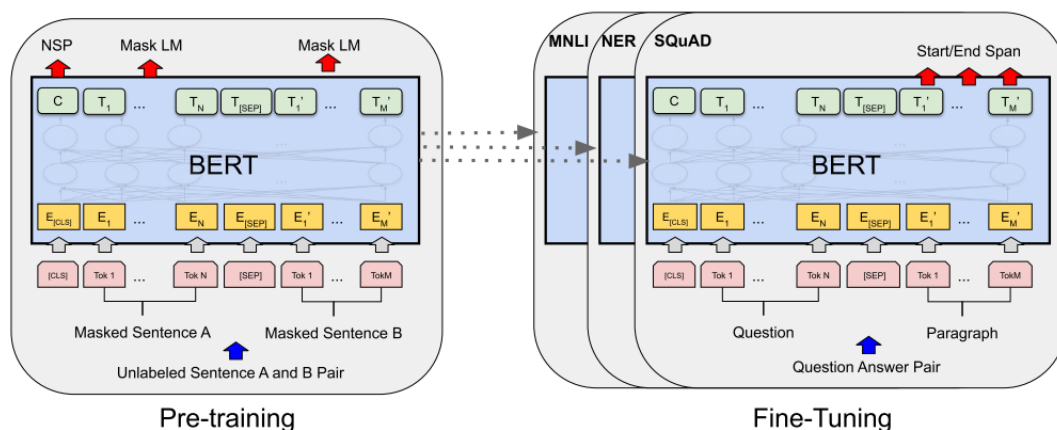 NSP Mask LM Mask LM
C T1 ... TN T[SEP] T1' ... TM'
...
BERT
...
E[CLS] E1 ... EN E[SEP] E1' ... EM'
[CLS] Tok 1 ... Tok N [SEP] Tok 1 ... TokM
Masked Sentence A Masked Sentence B
Unlabeled Sentence A and B Pair
Pre-training
MNLI NER SQuAD
Start/End Span
C T1 ... TN T[SEP] T1' ... TM'
...
BERT
...
E[CLS] E1 ... EN E[SEP] E1' ... EM'
[CLS] Tok 1 ... Tok N [SEP] Tok 1 ... TokM
Question Paragraph
Question Answer Pair
Fine-Tuning